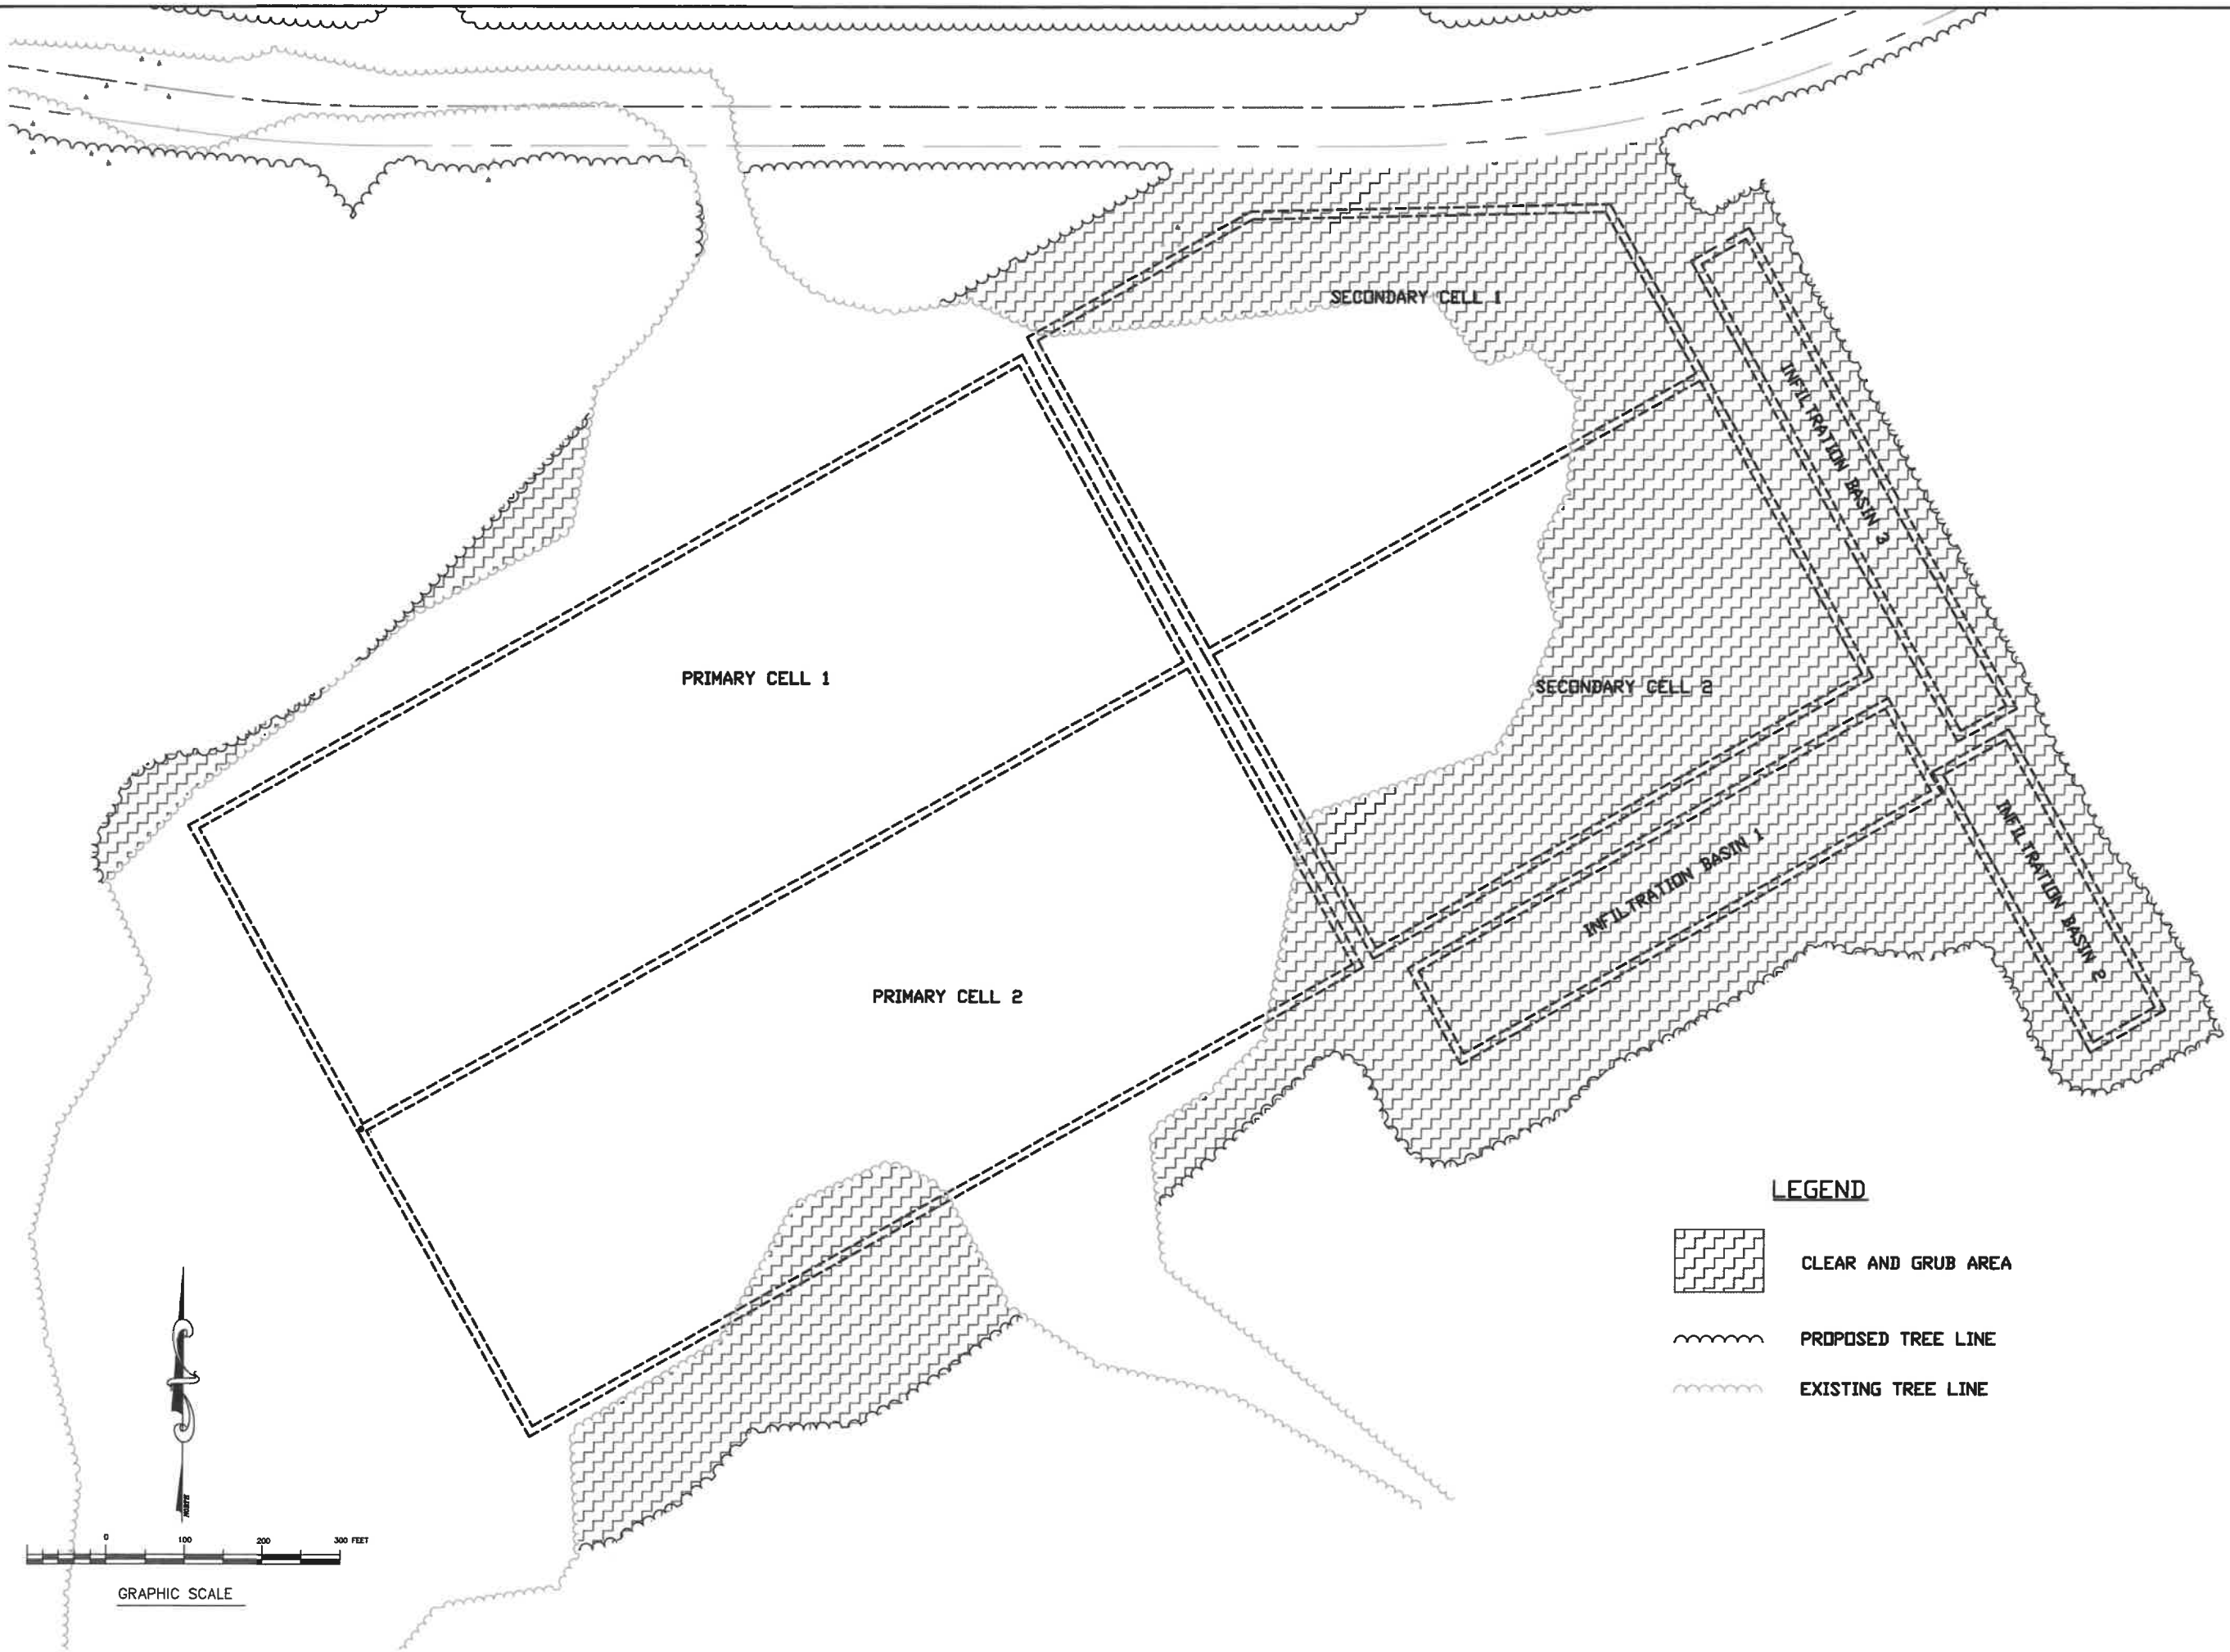 SECONDARY CELL 1
INFILTRATION BASIN 3
PRIMARY CELL 1
SECONDARY CELL 2
INFILTRATION BASIN 1
INFILTRATION BASIN 2
PRIMARY CELL 2
LEGEND
CLEAR AND GRUB AREA
PROPOSED TREE LINE
EXISTING TREE LINE
NORTH
0 100 200 300 FEET
GRAPHIC SCALE